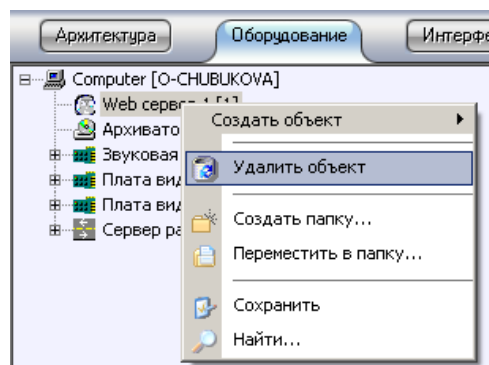 Архитектура
Оборудование
Интерфе
Computer [O-CHUBUKOVA]
Web сервер 1 [1]
Архивато
Звуковая
Плата вид
Плата вид
Сервер ра
Создать объект
Удалить объект
Создать папку...
Переместить в папку...
Сохранить
Найти...